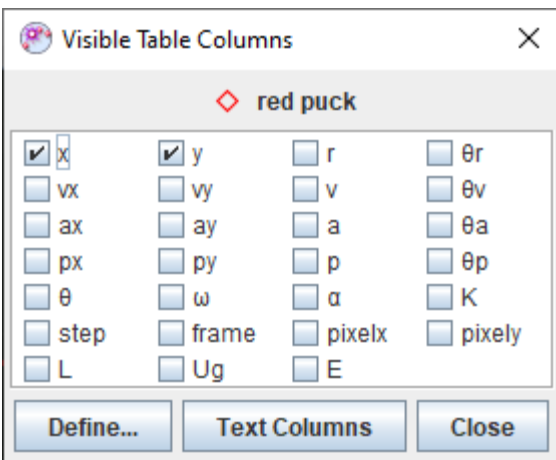 Visible Table Columns
red puck
x y r θr
vx vy v θv
ax ay a θa
px py p θp
θ ω α K
step frame pixelx pixely
L Ug E
Define... Text Columns Close